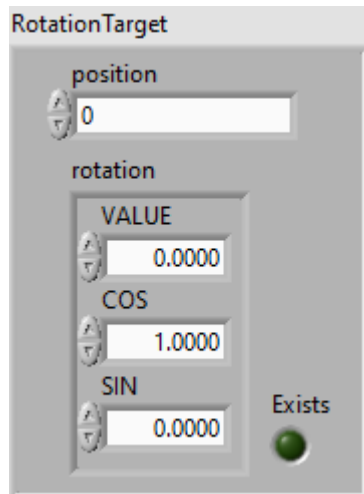 RotationTarget
position
0
rotation
VALUE
0.0000
COS
1.0000
SIN
0.0000
Exists